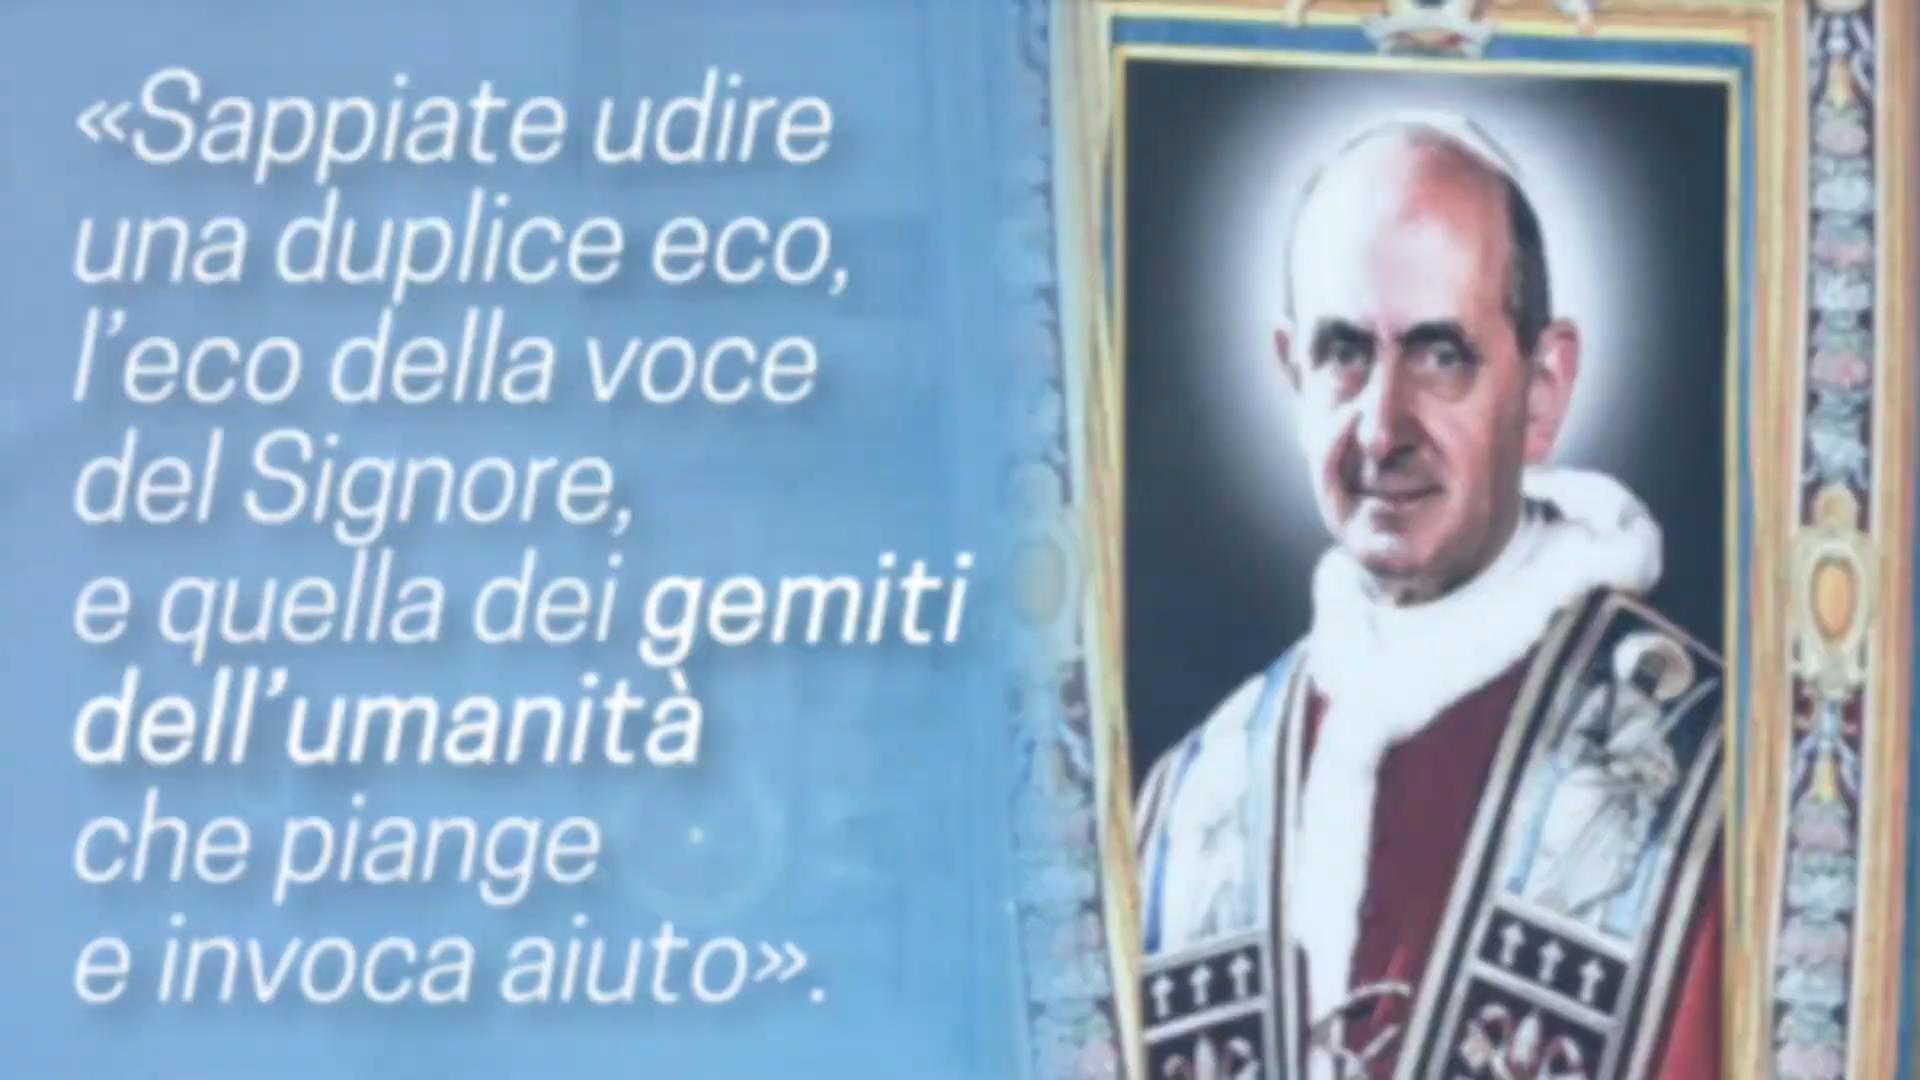 «Sappiate udire
una duplice eco,
l’eco della voce
del Signore,
e quella dei gemiti
dell’umanità
che piange
e invoca aiuto».